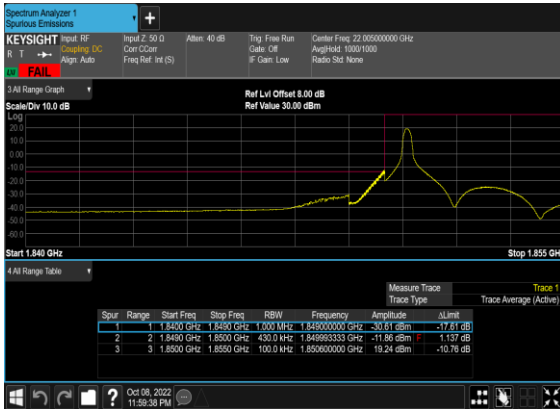 Spectrum Analyzer 1
Spurious Emissions
KEYSIGHT Input: RF Input Z: 50 Ω Atten: 40 dB Trig: Free Run Center Freq: 22.005000000 GHz
R T Coupling: DC Corr CCorr Gate: Off Avg|Hold: 1000/1000
Align: Auto Freq Ref: Int (S) IF Gain: Low Radio Std: None
LXI FAIL
3 All Range Graph
Ref Lvl Offset 8.00 dB
Scale/Div 10.0 dB Ref Value 30.00 dBm
Log
20.0
10.0
0.00
-10.0
-20.0
-30.0
-40.0
-50.0
-60.0
Start 1.840 GHz Stop 1.855 GH
4 All Range Table
Measure Trace Trace 1
Trace Type Trace Average (Active)
Spur Range Start Freq Stop Freq RBW Frequency Amplitude ΔLimit
1 1 1.8400 GHz 1.8490 GHz 1.000 MHz 1.849000000 GHz -30.61 dBm -17.61 dB
2 2 1.8490 GHz 1.8500 GHz 430.0 kHz 1.849993333 GHz -11.86 dBm F 1.137 dB
3 3 1.8500 GHz 1.8550 GHz 100.0 kHz 1.850600000 GHz 19.24 dBm -10.76 dB
? Oct 08, 2022
11:59:38 PM